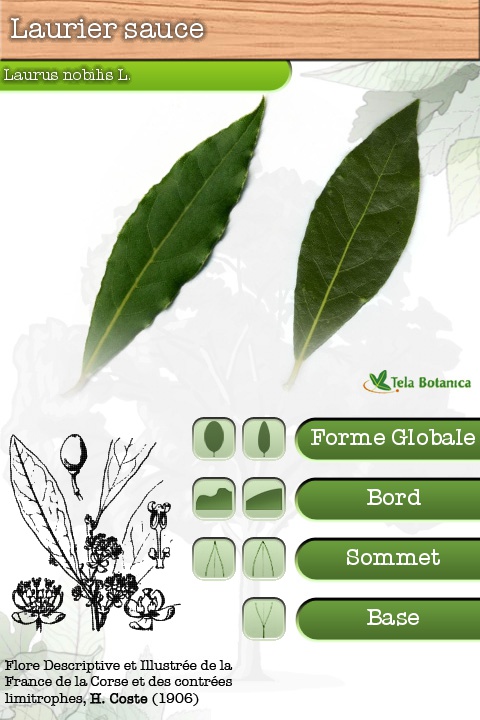 Laurier sauce
Laurus nobilis L.
Tela Botanica
Forme Globale
Bord
Sommet
Base
Flore Descriptive et Illustrée de la
France de la Corse et des contrées
limitrophes, H. Coste (1906)